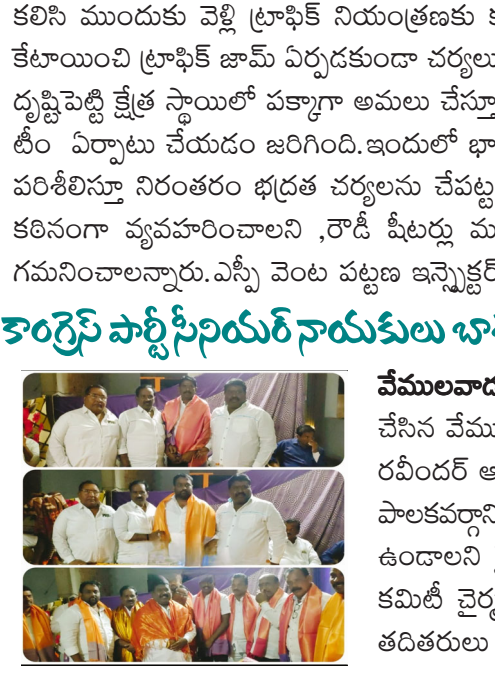 కలిసి ముందుకు వెళ్లి ట్రాఫిక్ నియంత్రణకు
కేటాయించి ట్రాఫిక్ జామ్ ఏర్పడకుండా చర్యలు
దృష్టిపెట్టి క్షేత్ర స్థాయిలో పక్కాగా అమలు చేస్తూ
టీం ఏర్పాటు చేయడం జరిగింది.ఇందులో భా
పరిశీలిస్తూ నిరంతరం భద్రత చర్యలను చేపట్ట
కఠినంగా వ్యవహరించాలని ,రౌడీ షీటర్లు
గమనించాలన్నారు.ఎస్పీ వెంట పట్టణ ఇన్స్పెక్టర్
కాంగ్రెస్ పార్టీ సీనియర్ నాయకులు
వేములవాడ
చేసిన వేము
రవీందర్
పాలకవర్గాని
ఉండాలని
కమిటీ చైర్మ
తదితరులు